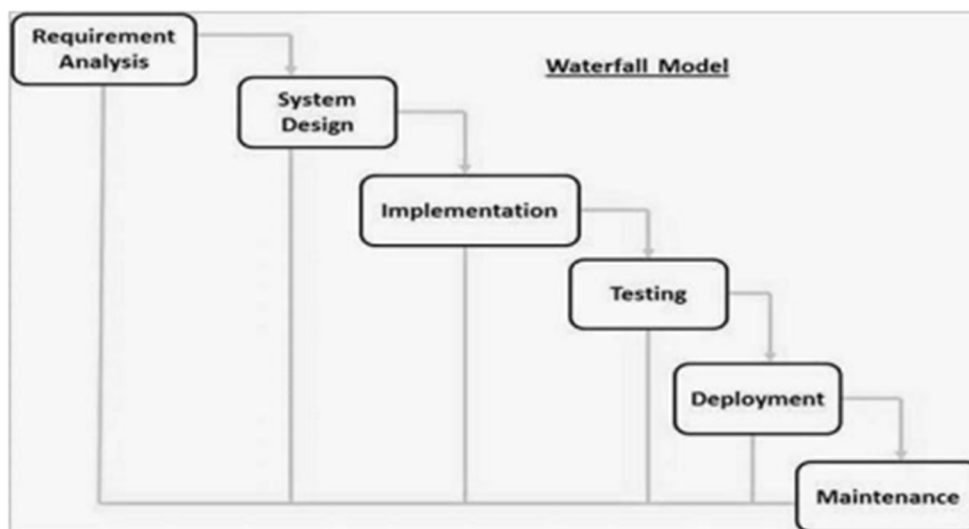 Requirement
Analysis
Waterfall Model
System
Design
Implementation
Testing
Deployment
Maintenance